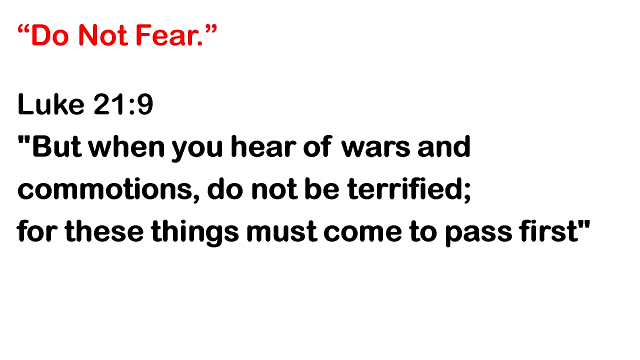 “Do Not Fear.”
Luke 21:9
"But when you hear of wars and
commotions, do not be terrified;
for these things must come to pass first"